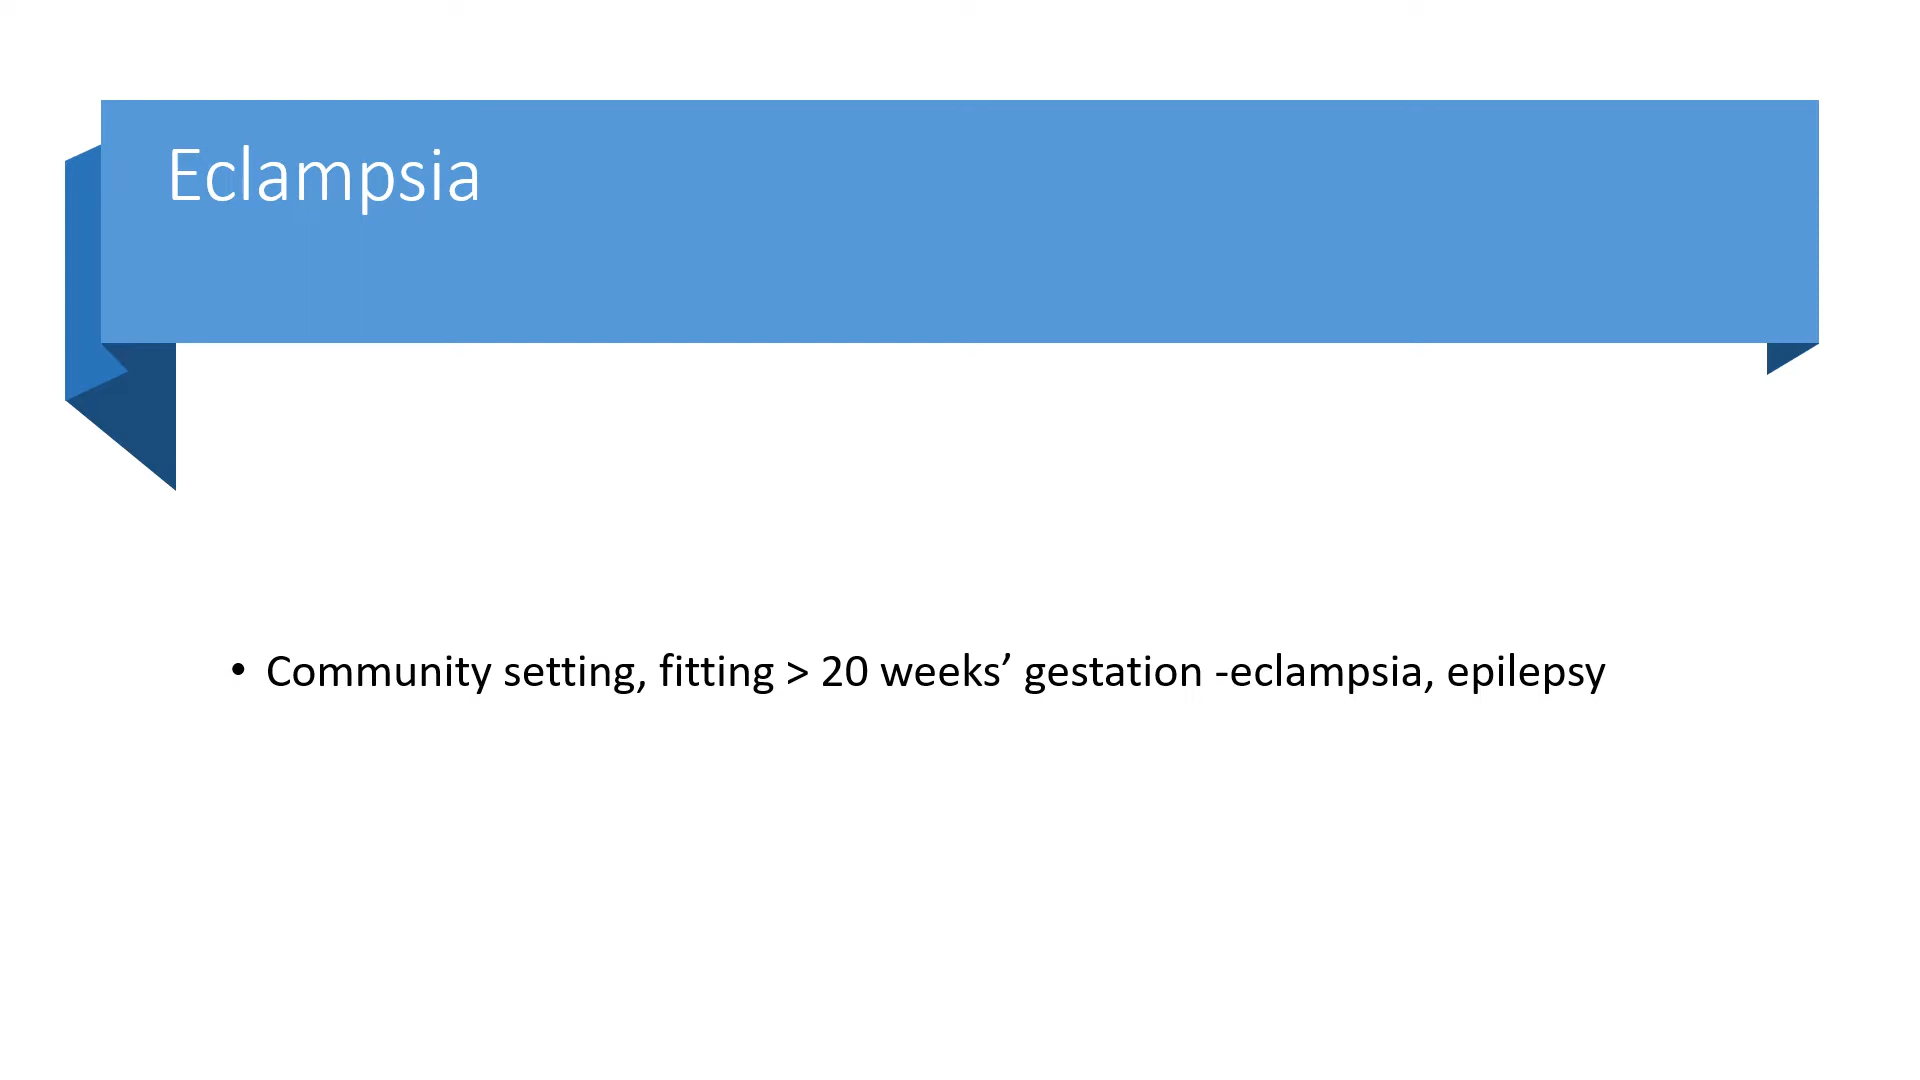 Eclampsia
• Community setting, fitting > 20 weeks’ gestation -eclampsia, epilepsy